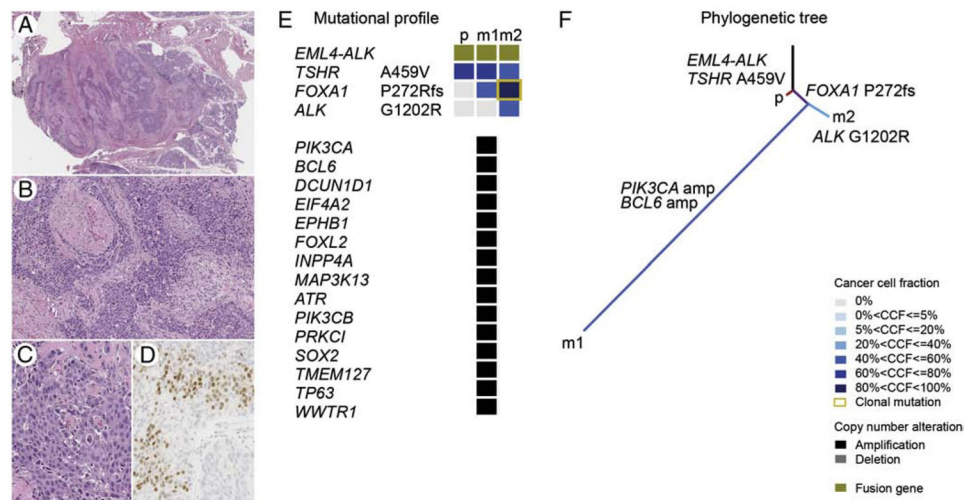 A
B
C
D
E Mutational profile
p m1 m2
EML4-ALK
TSHR A459V
FOXA1 P272Rfs
ALK G1202R
PIK3CA
BCL6
DCUN1D1
EIF4A2
EPHB1
FOXL2
INPP4A
MAP3K13
ATR
PIK3CB
PRKCI
SOX2
TMEM127
TP63
WWTR1
F Phylogenetic tree
EML4-ALK
TSHR A459V
p
FOXA1 P272fs
m2
ALK G1202R
PIK3CA amp
BCL6 amp
m1
Cancer cell fraction
0%
0%<CCF<=5%
5%<CCF<=20%
20%<CCF<=40%
40%<CCF<=60%
60%<CCF<=80%
80%<CCF<100%
Clonal mutation
Copy number alteration
Amplification
Deletion
Fusion gene